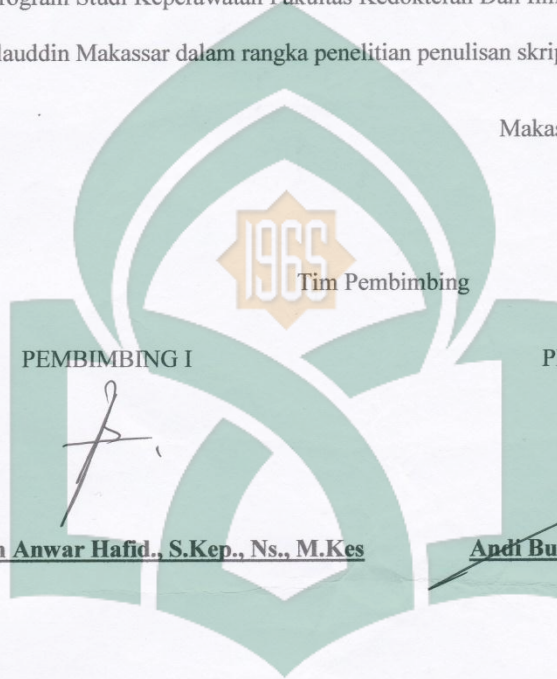 Program Studi Keperawatan Fakultas Kedokteran Dan
lauddin Makassar dalam rangka penelitian penulisan skrip
Makas
1965
Tim Pembimbing
PEMBIMBING I P
Anwar Hafid., S.Kep., Ns., M.Kes Andi Bu